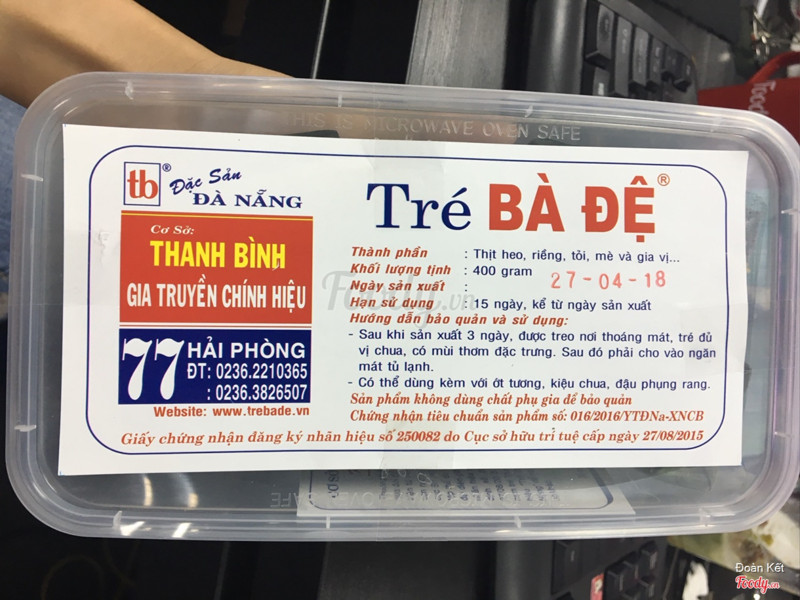 THIS IS MICROWAVE OVEN SAFE
tb®
Đặc Sản
ĐÀ NẴNG
Cơ Sở:
THANH BÌNH
GIA TRUYỀN CHÍNH HIỆU
77 HẢI PHÒNG
ĐT: 0236.2210365
: 0236.3826507
Website: www.trebade.vn
Tré BÀ ĐỆ®
Thành phần : Thịt heo, riềng, tỏi, mè và gia vị...
Khối lượng tịnh : 400 gram
Ngày sản xuất : 27-04-18
Hạn sử dụng : 15 ngày, kể từ ngày sản xuất
Hướng dẫn bảo quản và sử dụng:
- Sau khi sản xuất 3 ngày, được treo nơi thoáng mát, tré đủ
vị chua, có mùi thơm đặc trưng. Sau đó phải cho vào ngăn
mát tủ lạnh.
- Có thể dùng kèm với ớt tương, kiệu chua, đậu phụng rang.
Sản phẩm không dùng chất phụ gia để bảo quản
Chứng nhận tiêu chuẩn sản phẩm số: 016/2016/YTĐNa-XNCB
Giấy chứng nhận đăng ký nhãn hiệu số 250082 do Cục sở hữu trí tuệ cấp ngày 27/08/2015
Foody.vn
Đoàn Kết
Foody.vn